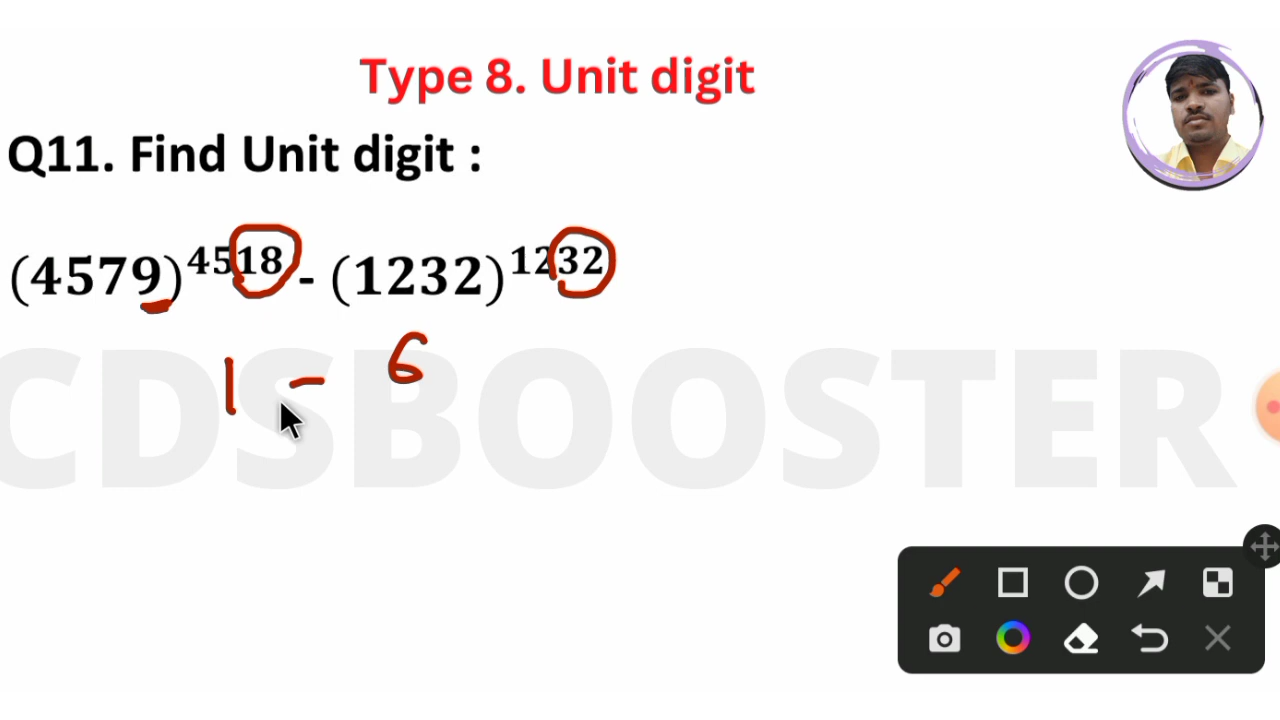 Type 8. Unit digit
Q11. Find Unit digit :
(4579)^4518 - (1232)^1232
1 - 6
CDSBOOSTER